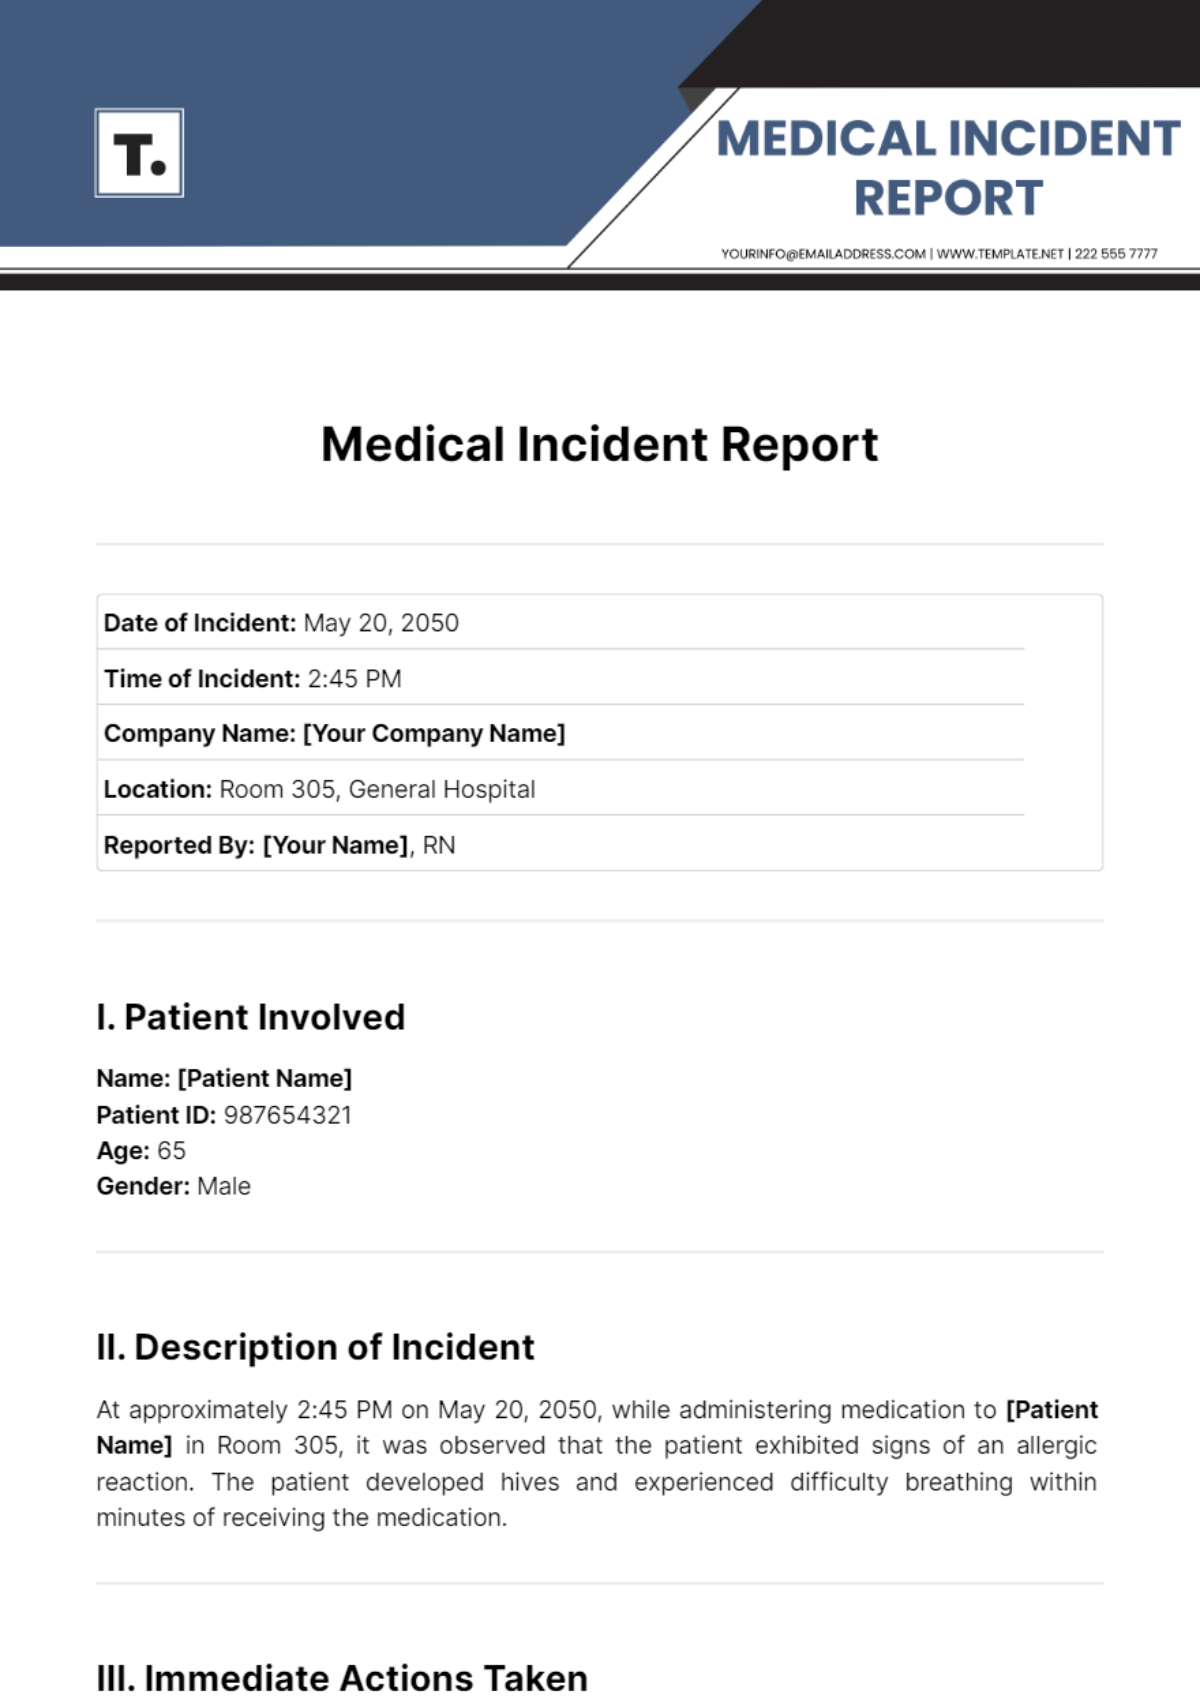 T.
MEDICAL INCIDENT
REPORT
YOURINFO@EMAILADDRESS.COM | WWW.TEMPLATE.NET | 222 555 7777
Medical Incident Report
Date of Incident: May 20, 2050
Time of Incident: 2:45 PM
Company Name: [Your Company Name]
Location: Room 305, General Hospital
Reported By: [Your Name], RN
I. Patient Involved
Name: [Patient Name]
Patient ID: 987654321
Age: 65
Gender: Male
II. Description of Incident
At approximately 2:45 PM on May 20, 2050, while administering medication to [Patient
Name] in Room 305, it was observed that the patient exhibited signs of an allergic
reaction. The patient developed hives and experienced difficulty breathing within
minutes of receiving the medication.
III. Immediate Actions Taken